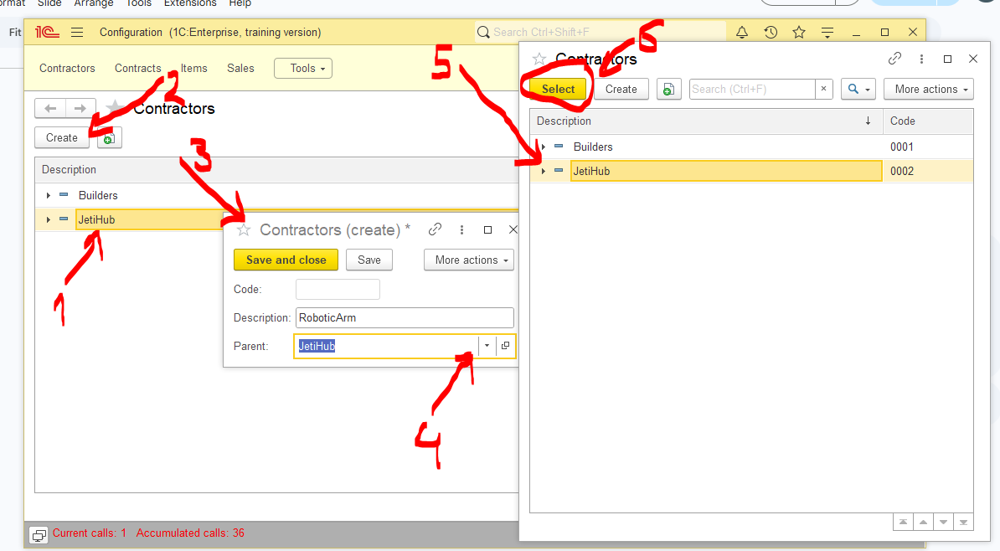 ormat Slide Arrange Tools Extensions Help
Fit
1C Configuration (1C:Enterprise, training version)
Search Ctrl+Shift+F
Contractors Contracts Items Sales Tools
2
Contractors
Create
Description
Builders
JetiHub
1
3
Contractors (create) *
Save and close Save More actions
Code:
Description: RoboticArm
Parent: JetiHub
4
5
6
Contractors
Select Create Search (Ctrl+F) × More actions
Description ↓ Code
Builders 0001
JetiHub 0002
Current calls: 1 Accumulated calls: 36